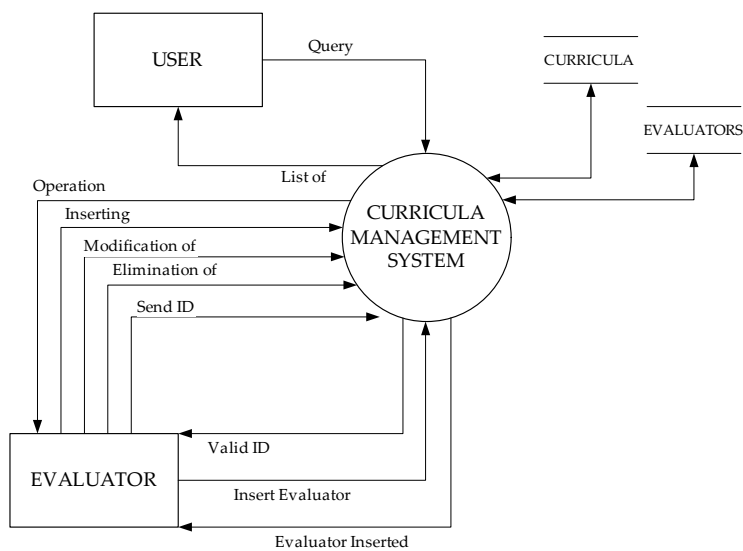 Query
USER
CURRICULA
EVALUATORS
List of
Operation
Inserting
CURRICULA
MANAGEMENT
SYSTEM
Modification of
Elimination of
Send ID
Valid ID
EVALUATOR
Insert Evaluator
Evaluator Inserted